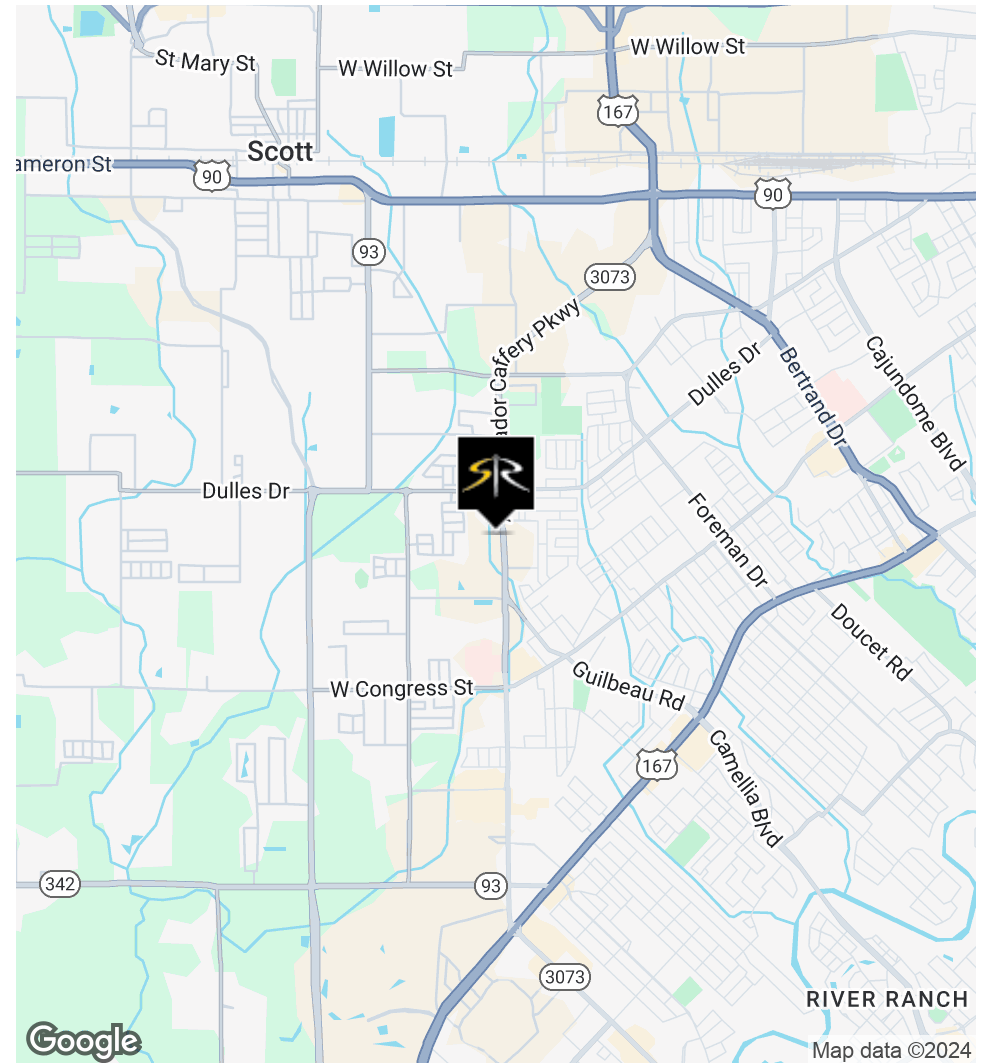 W Willow St
St Mary St
W Willow St
167
Scott
ameron St
90
90
93
3073
ador Caffery Pkwy
Dulles Dr
Bertrand Dr
Cajundome Blvd
SR
Dulles Dr
Foreman Dr
Doucet Rd
W Congress St
Guilbeau Rd
167
Camellia Blvd
342
93
3073
RIVER RANCH
Google
Map data ©2024